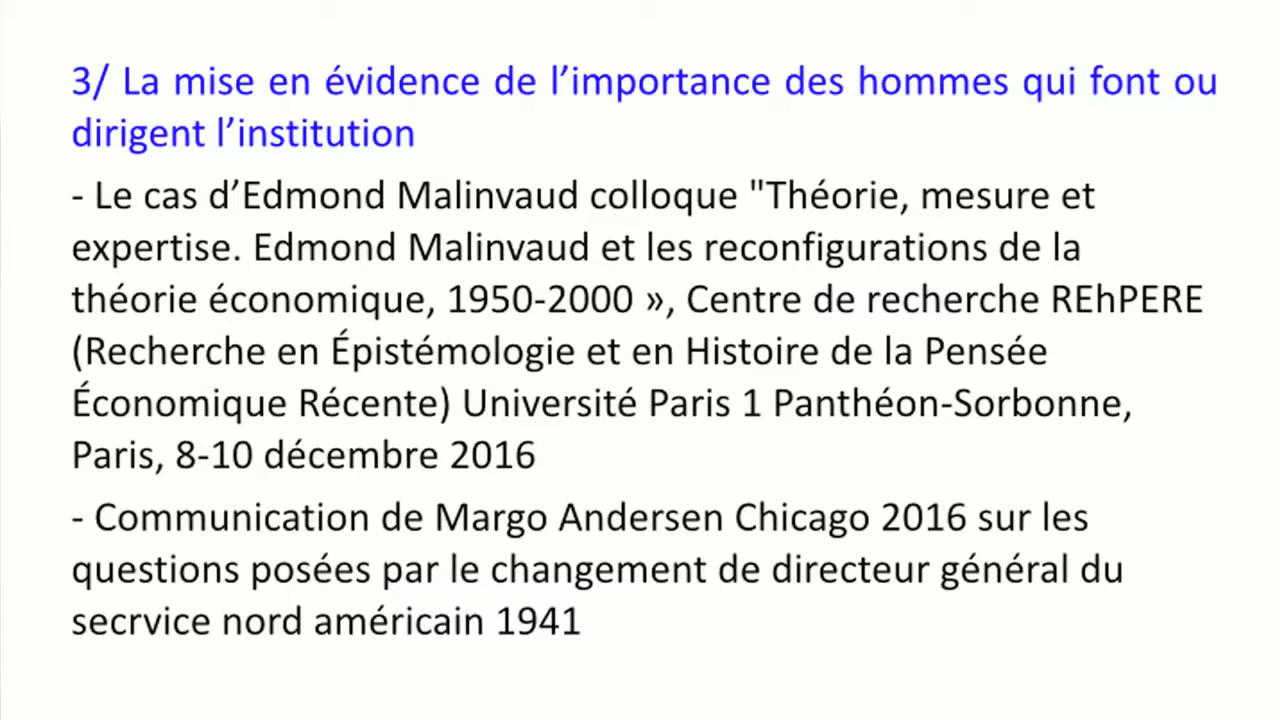 3/ La mise en évidence de l’importance des hommes qui font ou
dirigent l’institution
- Le cas d’Edmond Malinvaud colloque "Théorie, mesure et
expertise. Edmond Malinvaud et les reconfigurations de la
théorie économique, 1950-2000 », Centre de recherche REhPERE
(Recherche en Épistémologie et en Histoire de la Pensée
Économique Récente) Université Paris 1 Panthéon-Sorbonne,
Paris, 8-10 décembre 2016
- Communication de Margo Andersen Chicago 2016 sur les
questions posées par le changement de directeur général du
secrvice nord américain 1941